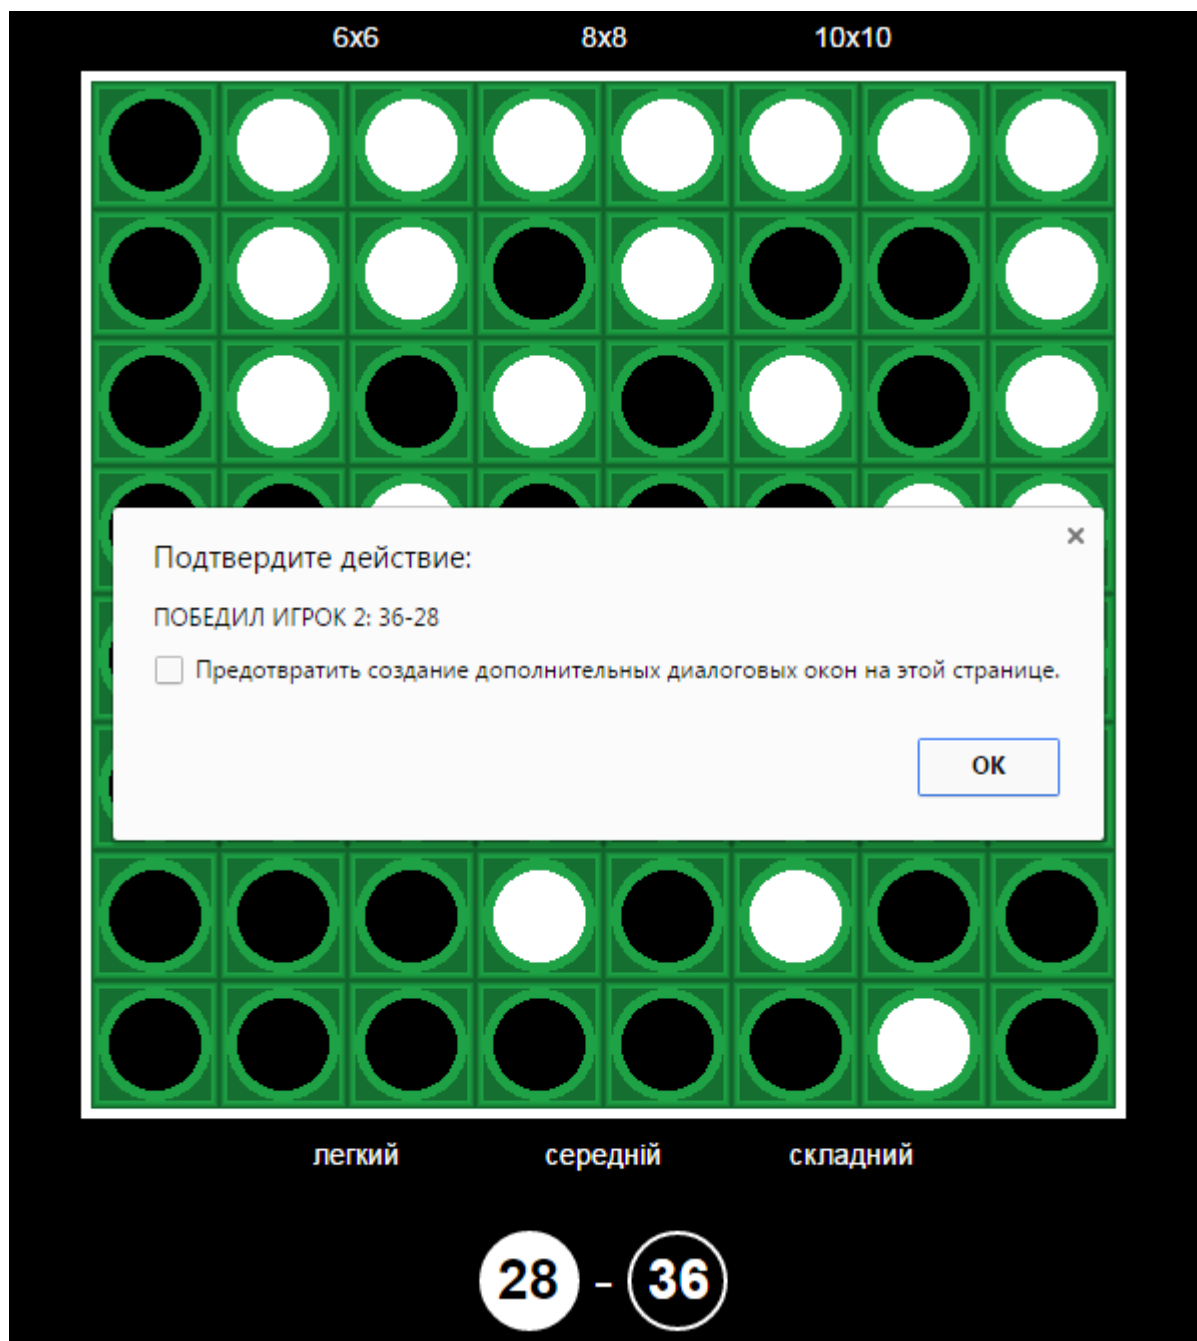 6x6 8x8 10x10
Подтвердите действие:
ПОБЕДИЛ ИГРОК 2: 36-28
Предотвратить создание дополнительных диалоговых окон на этой странице.
ОК
легкий середній складний
28 - 36